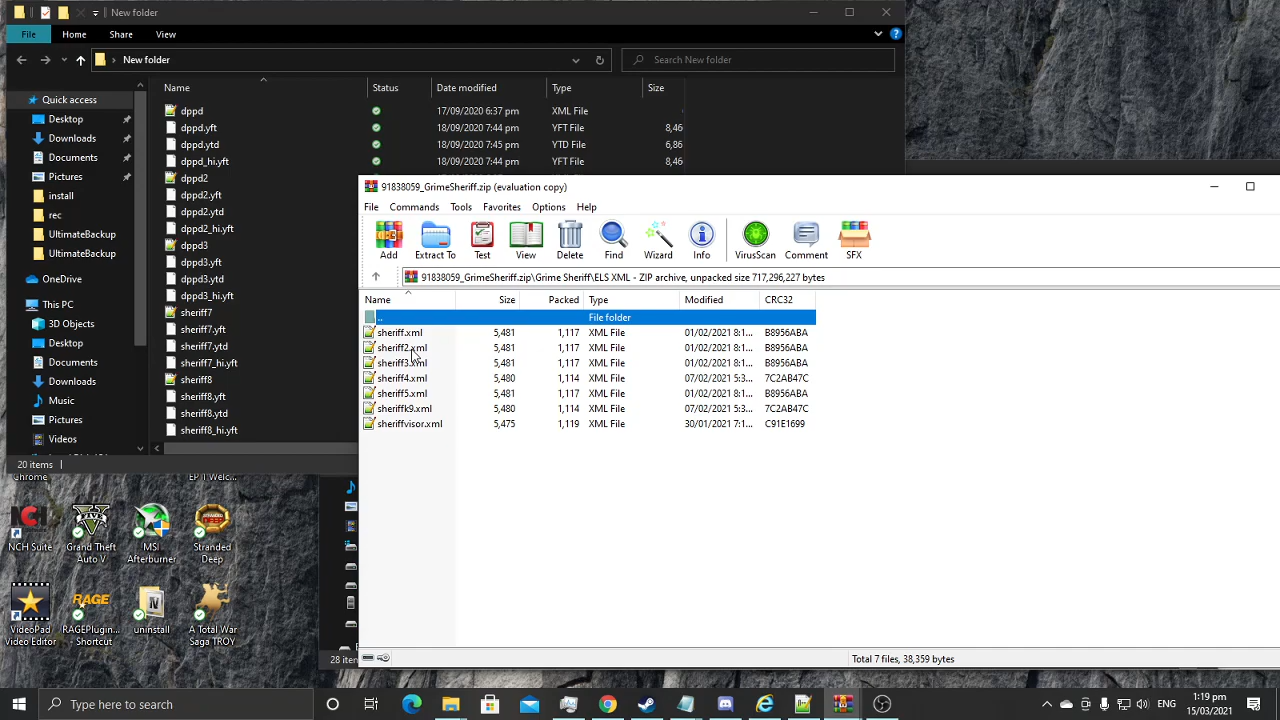 New folder
File Home Share View
New folder
Search New folder
Name Status Date modified Type Size
Quick access
Desktop
Downloads
Documents
Pictures
install
rec
UltimateBackup
UltimateBackup
OneDrive
This PC
3D Objects
Desktop
Documents
Downloads
Music
Pictures
Videos
dppd 17/09/2020 6:37 pm XML File
dppd.yft 18/09/2020 7:44 pm YFT File 8,46
dppd.ytd 18/09/2020 7:45 pm YTD File 6,86
dppd_hi.yft 18/09/2020 7:44 pm YFT File 8,46
dppd2
dppd2.yft
dppd2.ytd
dppd2_hi.yft
dppd3
dppd3.yft
dppd3.ytd
dppd3_hi.yft
sheriff7
sheriff7.yft
sheriff7.ytd
sheriff7_hi.yft
sheriff8
sheriff8.yft
sheriff8.ytd
sheriff8_hi.yft
20 items
91838059_GrimeSheriff.zip (evaluation copy)
File Commands Tools Favorites Options Help
Add Extract To Test View Delete Find Wizard Info VirusScan Comment SFX
91838059_GrimeSheriff.zip\Grime Sheriff\ELS XML - ZIP archive, unpacked size 717,296,227 bytes
Name Size Packed Type Modified CRC32
.. File folder
sheriff.xml 5,481 1,117 XML File 01/02/2021 8:1... B8956ABA
sheriff2.xml 5,481 1,117 XML File 01/02/2021 8:1... B8956ABA
sheriff3.xml 5,481 1,117 XML File 01/02/2021 8:1... B8956ABA
sheriff4.xml 5,480 1,114 XML File 07/02/2021 5:3... 7C2AB47C
sheriff5.xml 5,481 1,117 XML File 01/02/2021 8:1... B8956ABA
sheriffk9.xml 5,480 1,114 XML File 07/02/2021 5:3... 7C2AB47C
sheriffvisor.xml 5,475 1,119 XML File 30/01/2021 7:1... C91E1699
Total 7 files, 38,359 bytes
28 item
Chrome
EP 1 Welc...
NCH Suite
Grand Theft Auto V
MSI Afterburner
Stranded Deep
VideoPad Video Editor
RAGE
RAGEPlugin... - Shortcut
uninstall
A Total War Saga TROY
Type here to search
1:19 pm
15/03/2021